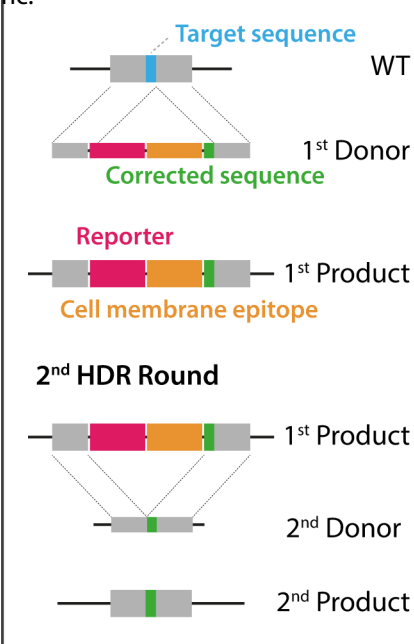 Target sequence
WT
1st Donor
Corrected sequence
Reporter
1st Product
Cell membrane epitope
2nd HDR Round
1st Product
2nd Donor
2nd Product